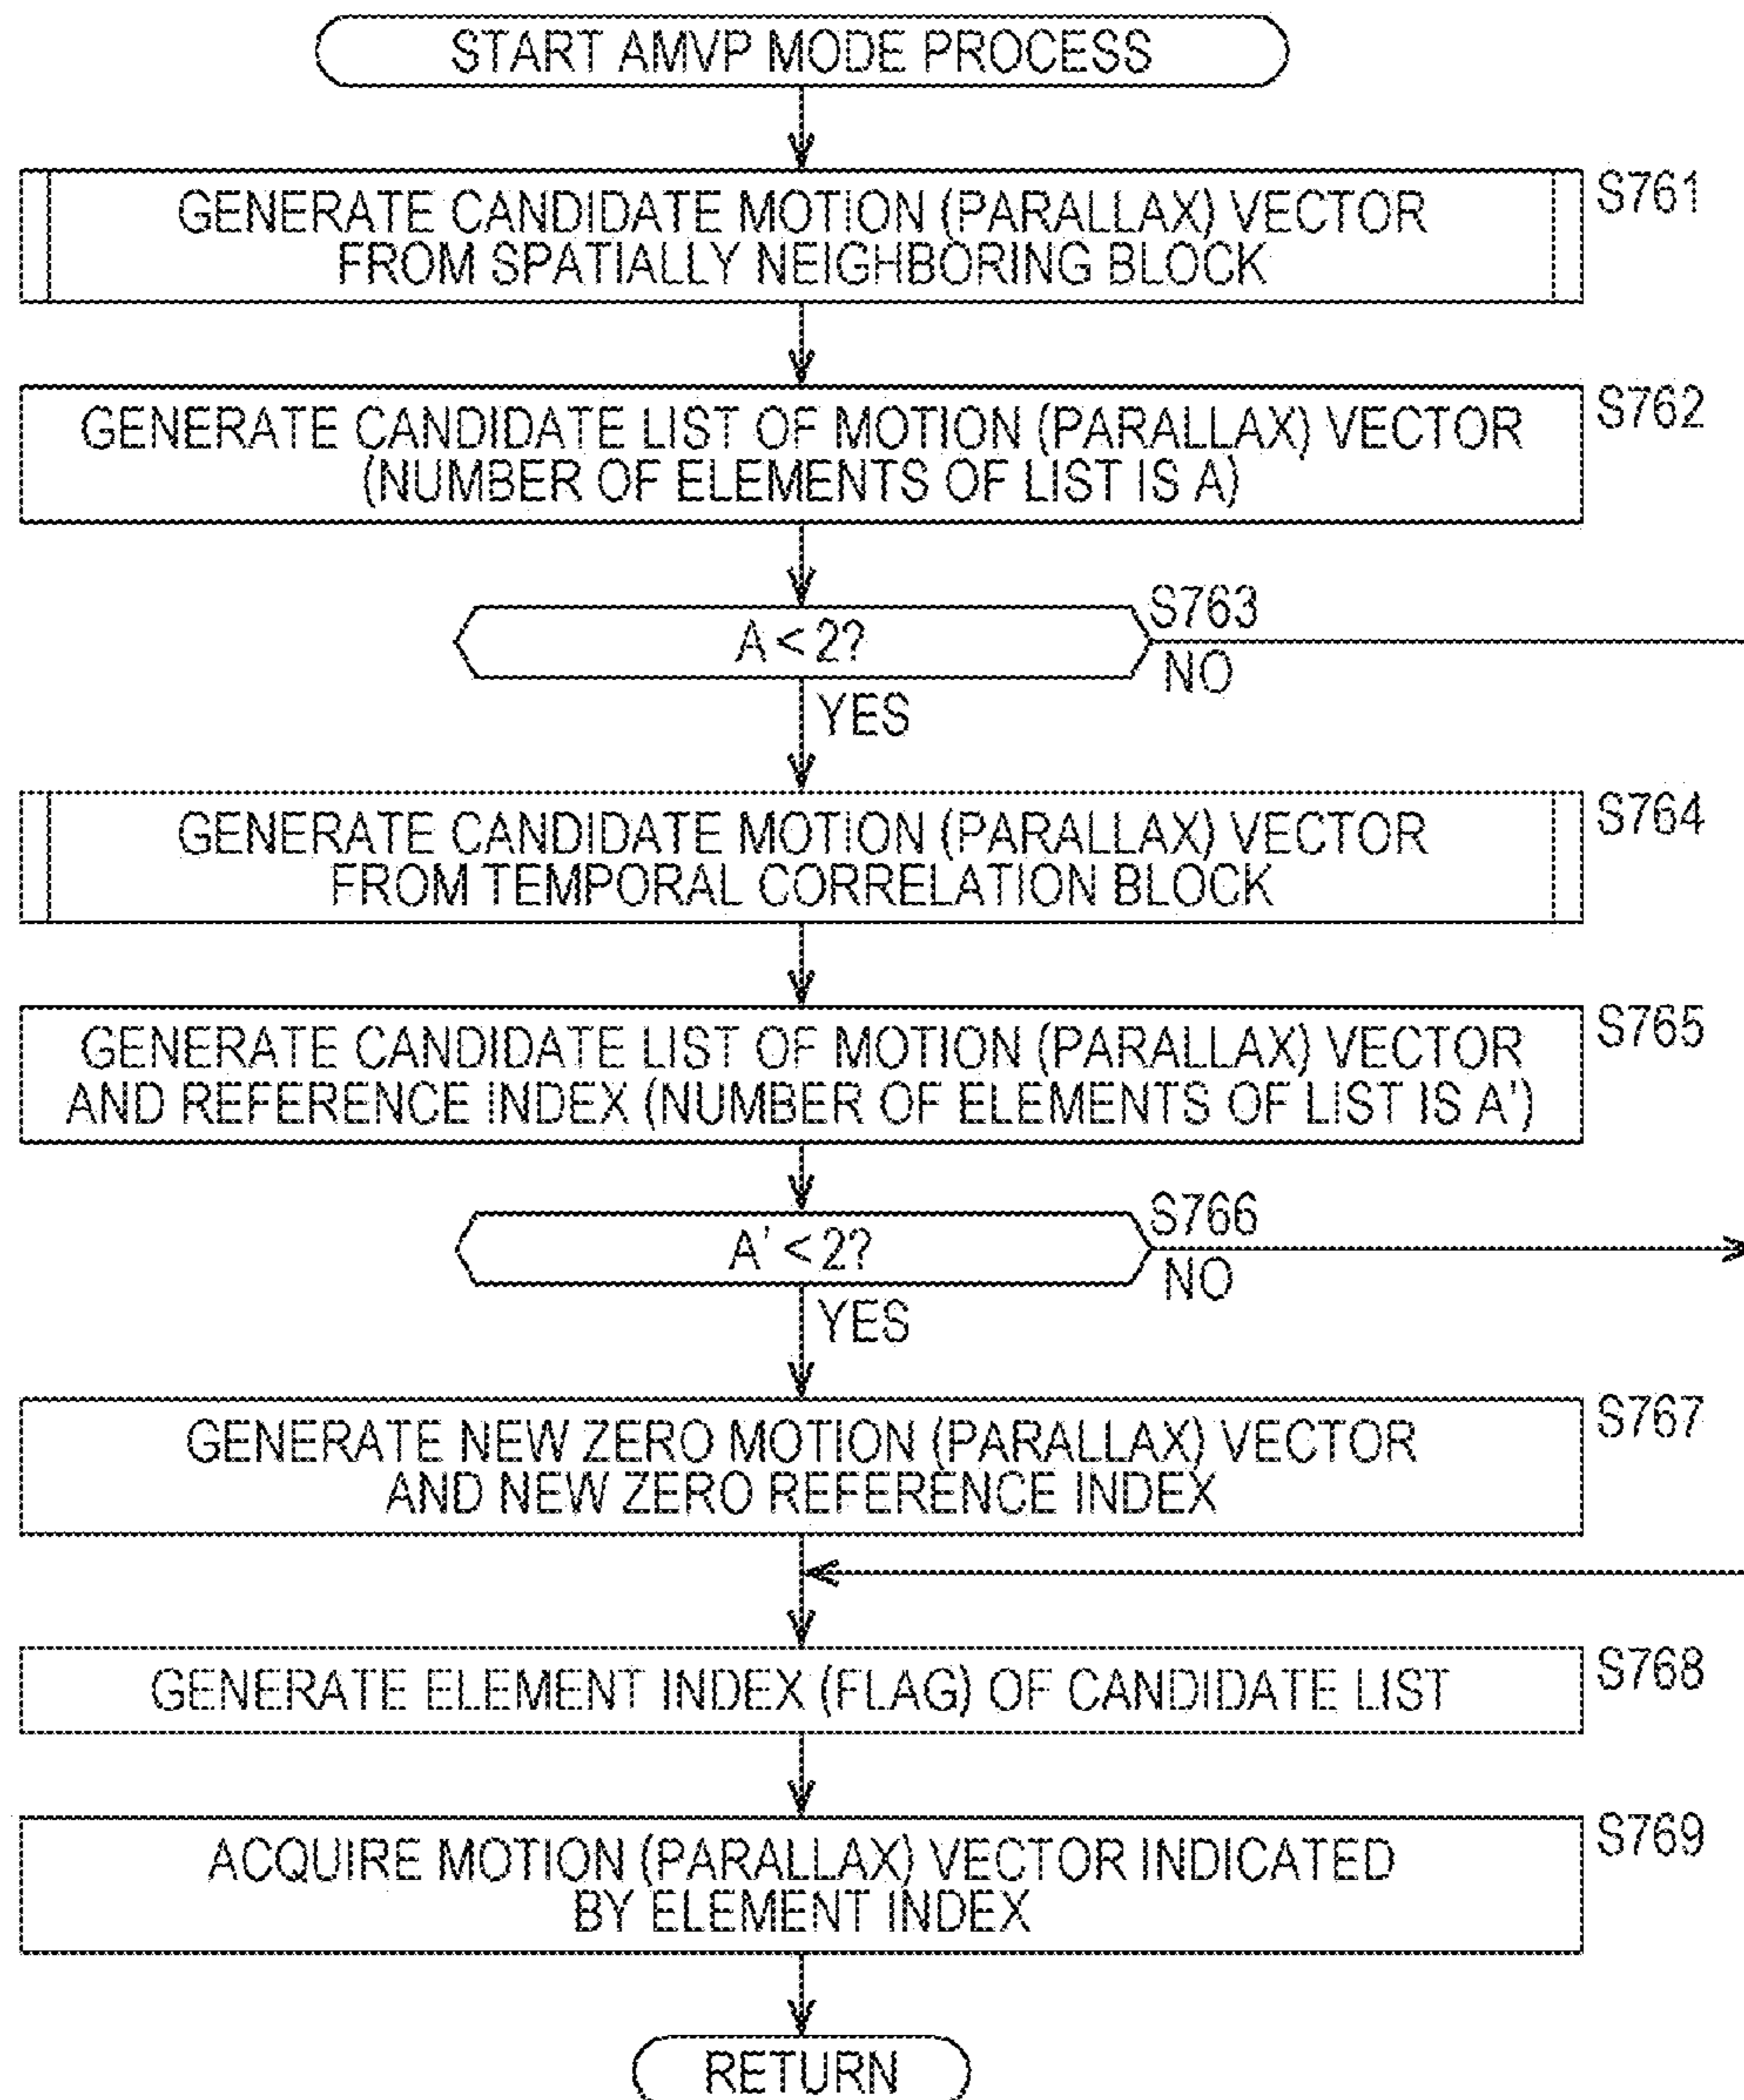 START AMVP MODE PROCESS
S761
GENERATE CANDIDATE MOTION (PARALLAX) VECTOR
FROM SPATIALLY NEIGHBORING BLOCK
S762
GENERATE CANDIDATE LIST OF MOTION (PARALLAX) VECTOR
(NUMBER OF ELEMENTS OF LIST IS A)
S763
A < 2?
NO
YES
S764
GENERATE CANDIDATE MOTION (PARALLAX) VECTOR
FROM TEMPORAL CORRELATION BLOCK
S765
GENERATE CANDIDATE LIST OF MOTION (PARALLAX) VECTOR
AND REFERENCE INDEX (NUMBER OF ELEMENTS OF LIST IS A')
S766
A' < 2?
NO
YES
S767
GENERATE NEW ZERO MOTION (PARALLAX) VECTOR
AND NEW ZERO REFERENCE INDEX
S768
GENERATE ELEMENT INDEX (FLAG) OF CANDIDATE LIST
S769
ACQUIRE MOTION (PARALLAX) VECTOR INDICATED
BY ELEMENT INDEX
RETURN